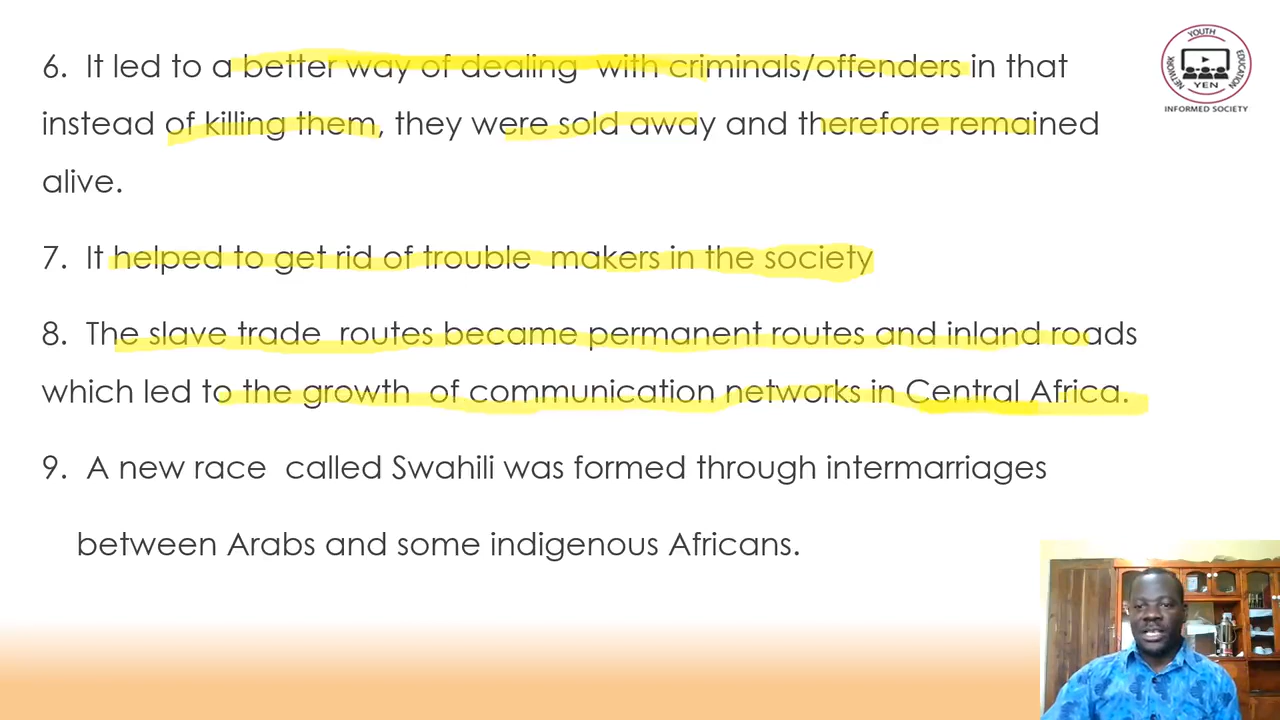 6. It led to a better way of dealing with criminals/offenders in that
instead of killing them, they were sold away and therefore remained
alive.
7. It helped to get rid of trouble makers in the society
8. The slave trade routes became permanent routes and inland roads
which led to the growth of communication networks in Central Africa.
9. A new race called Swahili was formed through intermarriages
between Arabs and some indigenous Africans.
YOUTH
EDUCATION
NETWORK
YEN
INFORMED SOCIETY